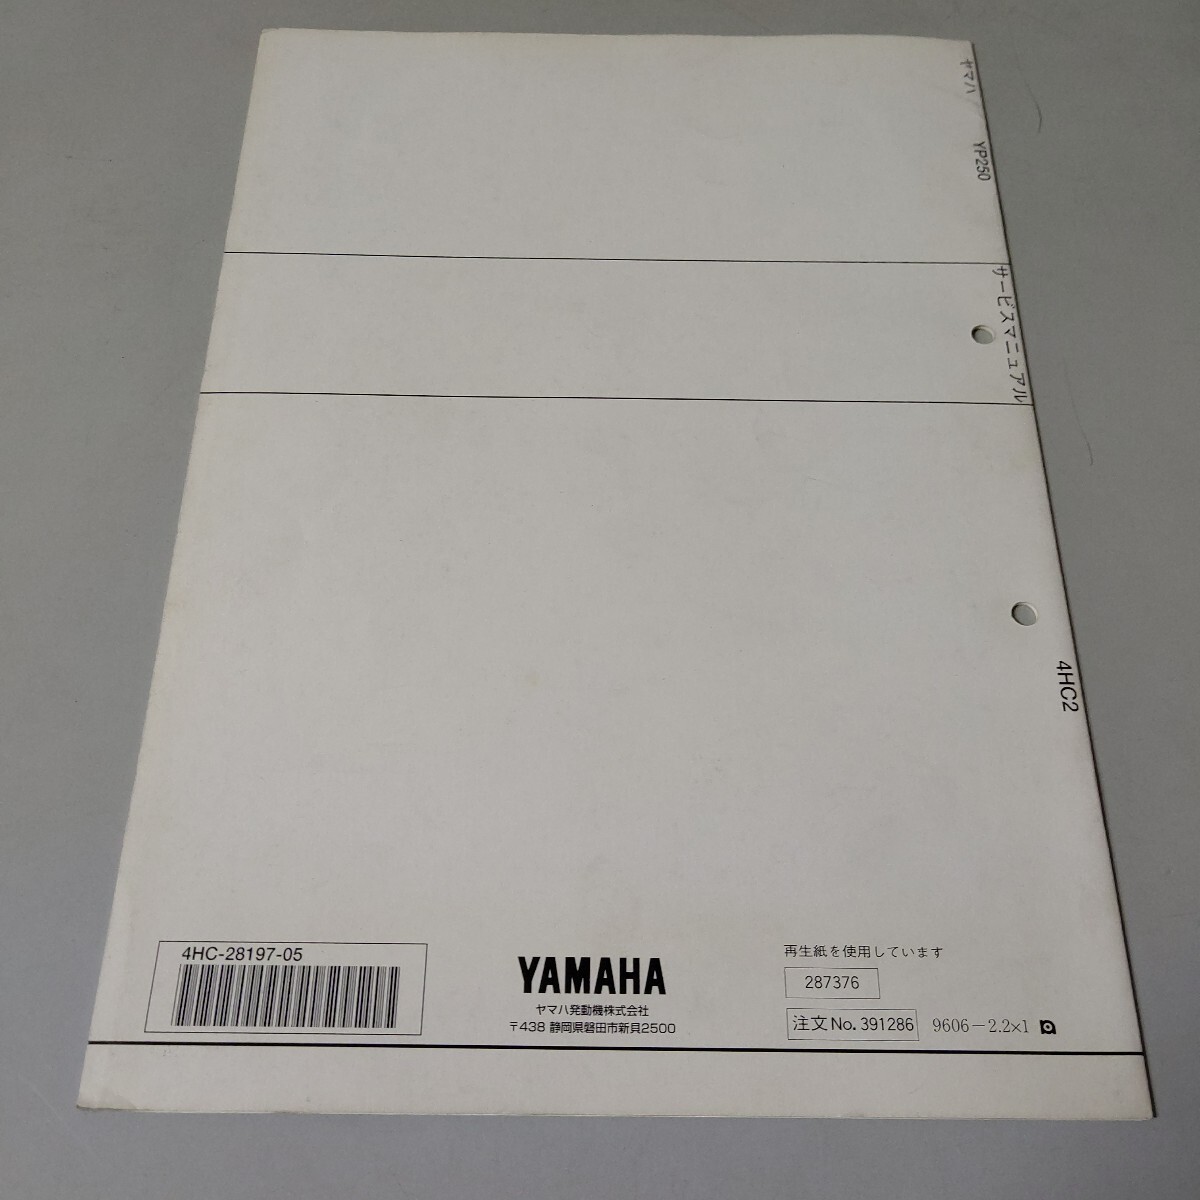 ヤマハ
YP250
サービスマニュアル
4HC2
4HC-28197-05
YAMAHA
ヤマハ発動機株式会社
〒438 静岡県磐田市新貝2500
再生紙を使用しています
287376
注文No. 391286
9606-2.2×1